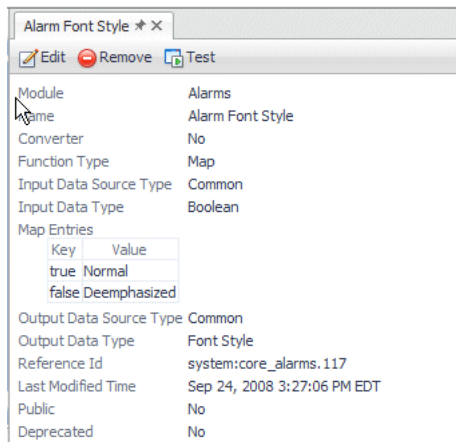 Alarm Font Style
Edit Remove Test
Module Alarms
Name Alarm Font Style
Converter No
Function Type Map
Input Data Source Type Common
Input Data Type Boolean
Map Entries
Key Value
true Normal
false Deemphasized
Output Data Source Type Common
Output Data Type Font Style
Reference Id system:core_alarms.117
Last Modified Time Sep 24, 2008 3:27:06 PM EDT
Public No
Deprecated No